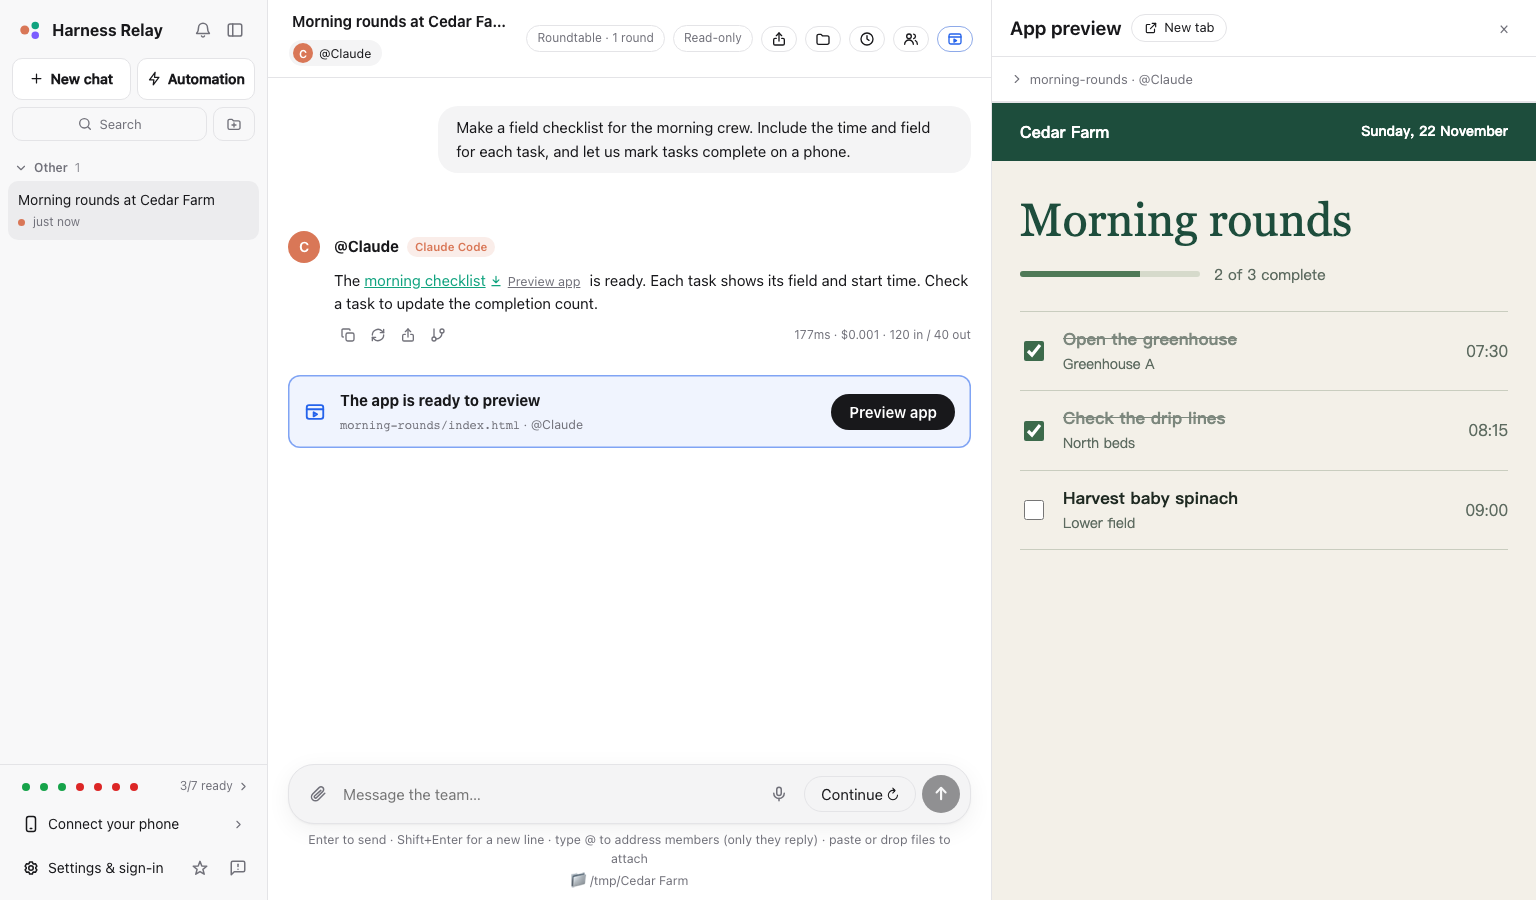 Harness Relay
New chat
Automation
Search
Other 1
Morning rounds at Cedar Farm
just now
3/7 ready
Connect your phone
Settings & sign-in
Morning rounds at Cedar Fa...
C @Claude
Roundtable · 1 round
Read-only
Make a field checklist for the morning crew. Include the time and field
for each task, and let us mark tasks complete on a phone.
C
@Claude Claude Code
The morning checklist Preview app is ready. Each task shows its field and start time. Check
a task to update the completion count.
177ms · $0.001 · 120 in / 40 out
The app is ready to preview
morning-rounds/index.html · @Claude
Preview app
Message the team...
Continue ↻
Enter to send · Shift+Enter for a new line · type @ to address members (only they reply) · paste or drop files to
attach
/tmp/Cedar Farm
App preview
New tab
×
morning-rounds · @Claude
Cedar Farm
Sunday, 22 November
Morning rounds
2 of 3 complete
Open the greenhouse
Greenhouse A
07:30
Check the drip lines
North beds
08:15
Harvest baby spinach
Lower field
09:00